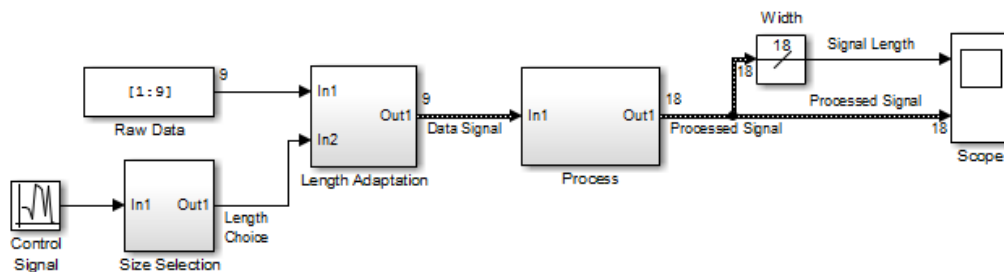 Width
18
Signal Length
18
9
[1:9]
Raw Data
In1
In2
Out1
Length Adaptation
9
Data Signal
In1
Out1
Process
18
Processed Signal
Processed Signal
18
Scope
Control
Signal
In1
Out1
Size Selection
Length
Choice